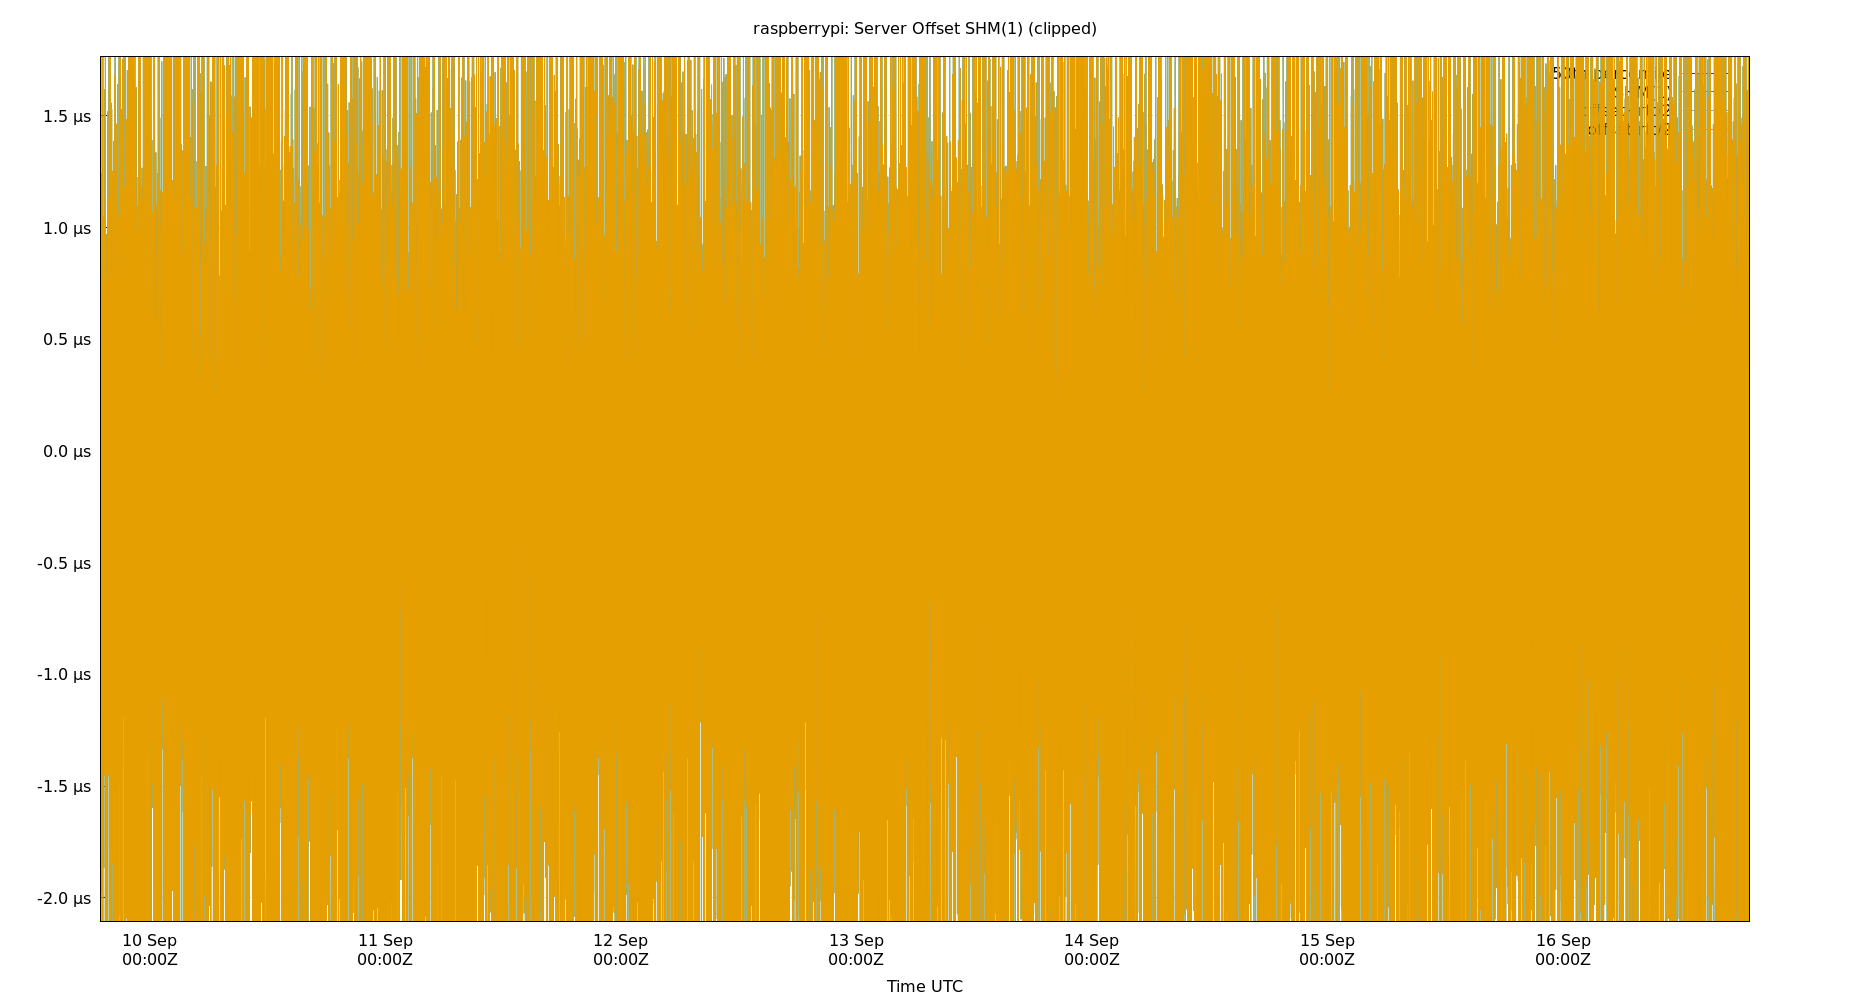 raspberrypi: Server Offset SHM(1) (clipped)
1.5 µs
1.0 µs
0.5 µs
0.0 µs
-0.5 µs
-1.0 µs
-1.5 µs
-2.0 µs
10 Sep 11 Sep 12 Sep 13 Sep 14 Sep 15 Sep 16 Sep
00:00Z 00:00Z 00:00Z 00:00Z 00:00Z 00:00Z 00:00Z
Time UTC